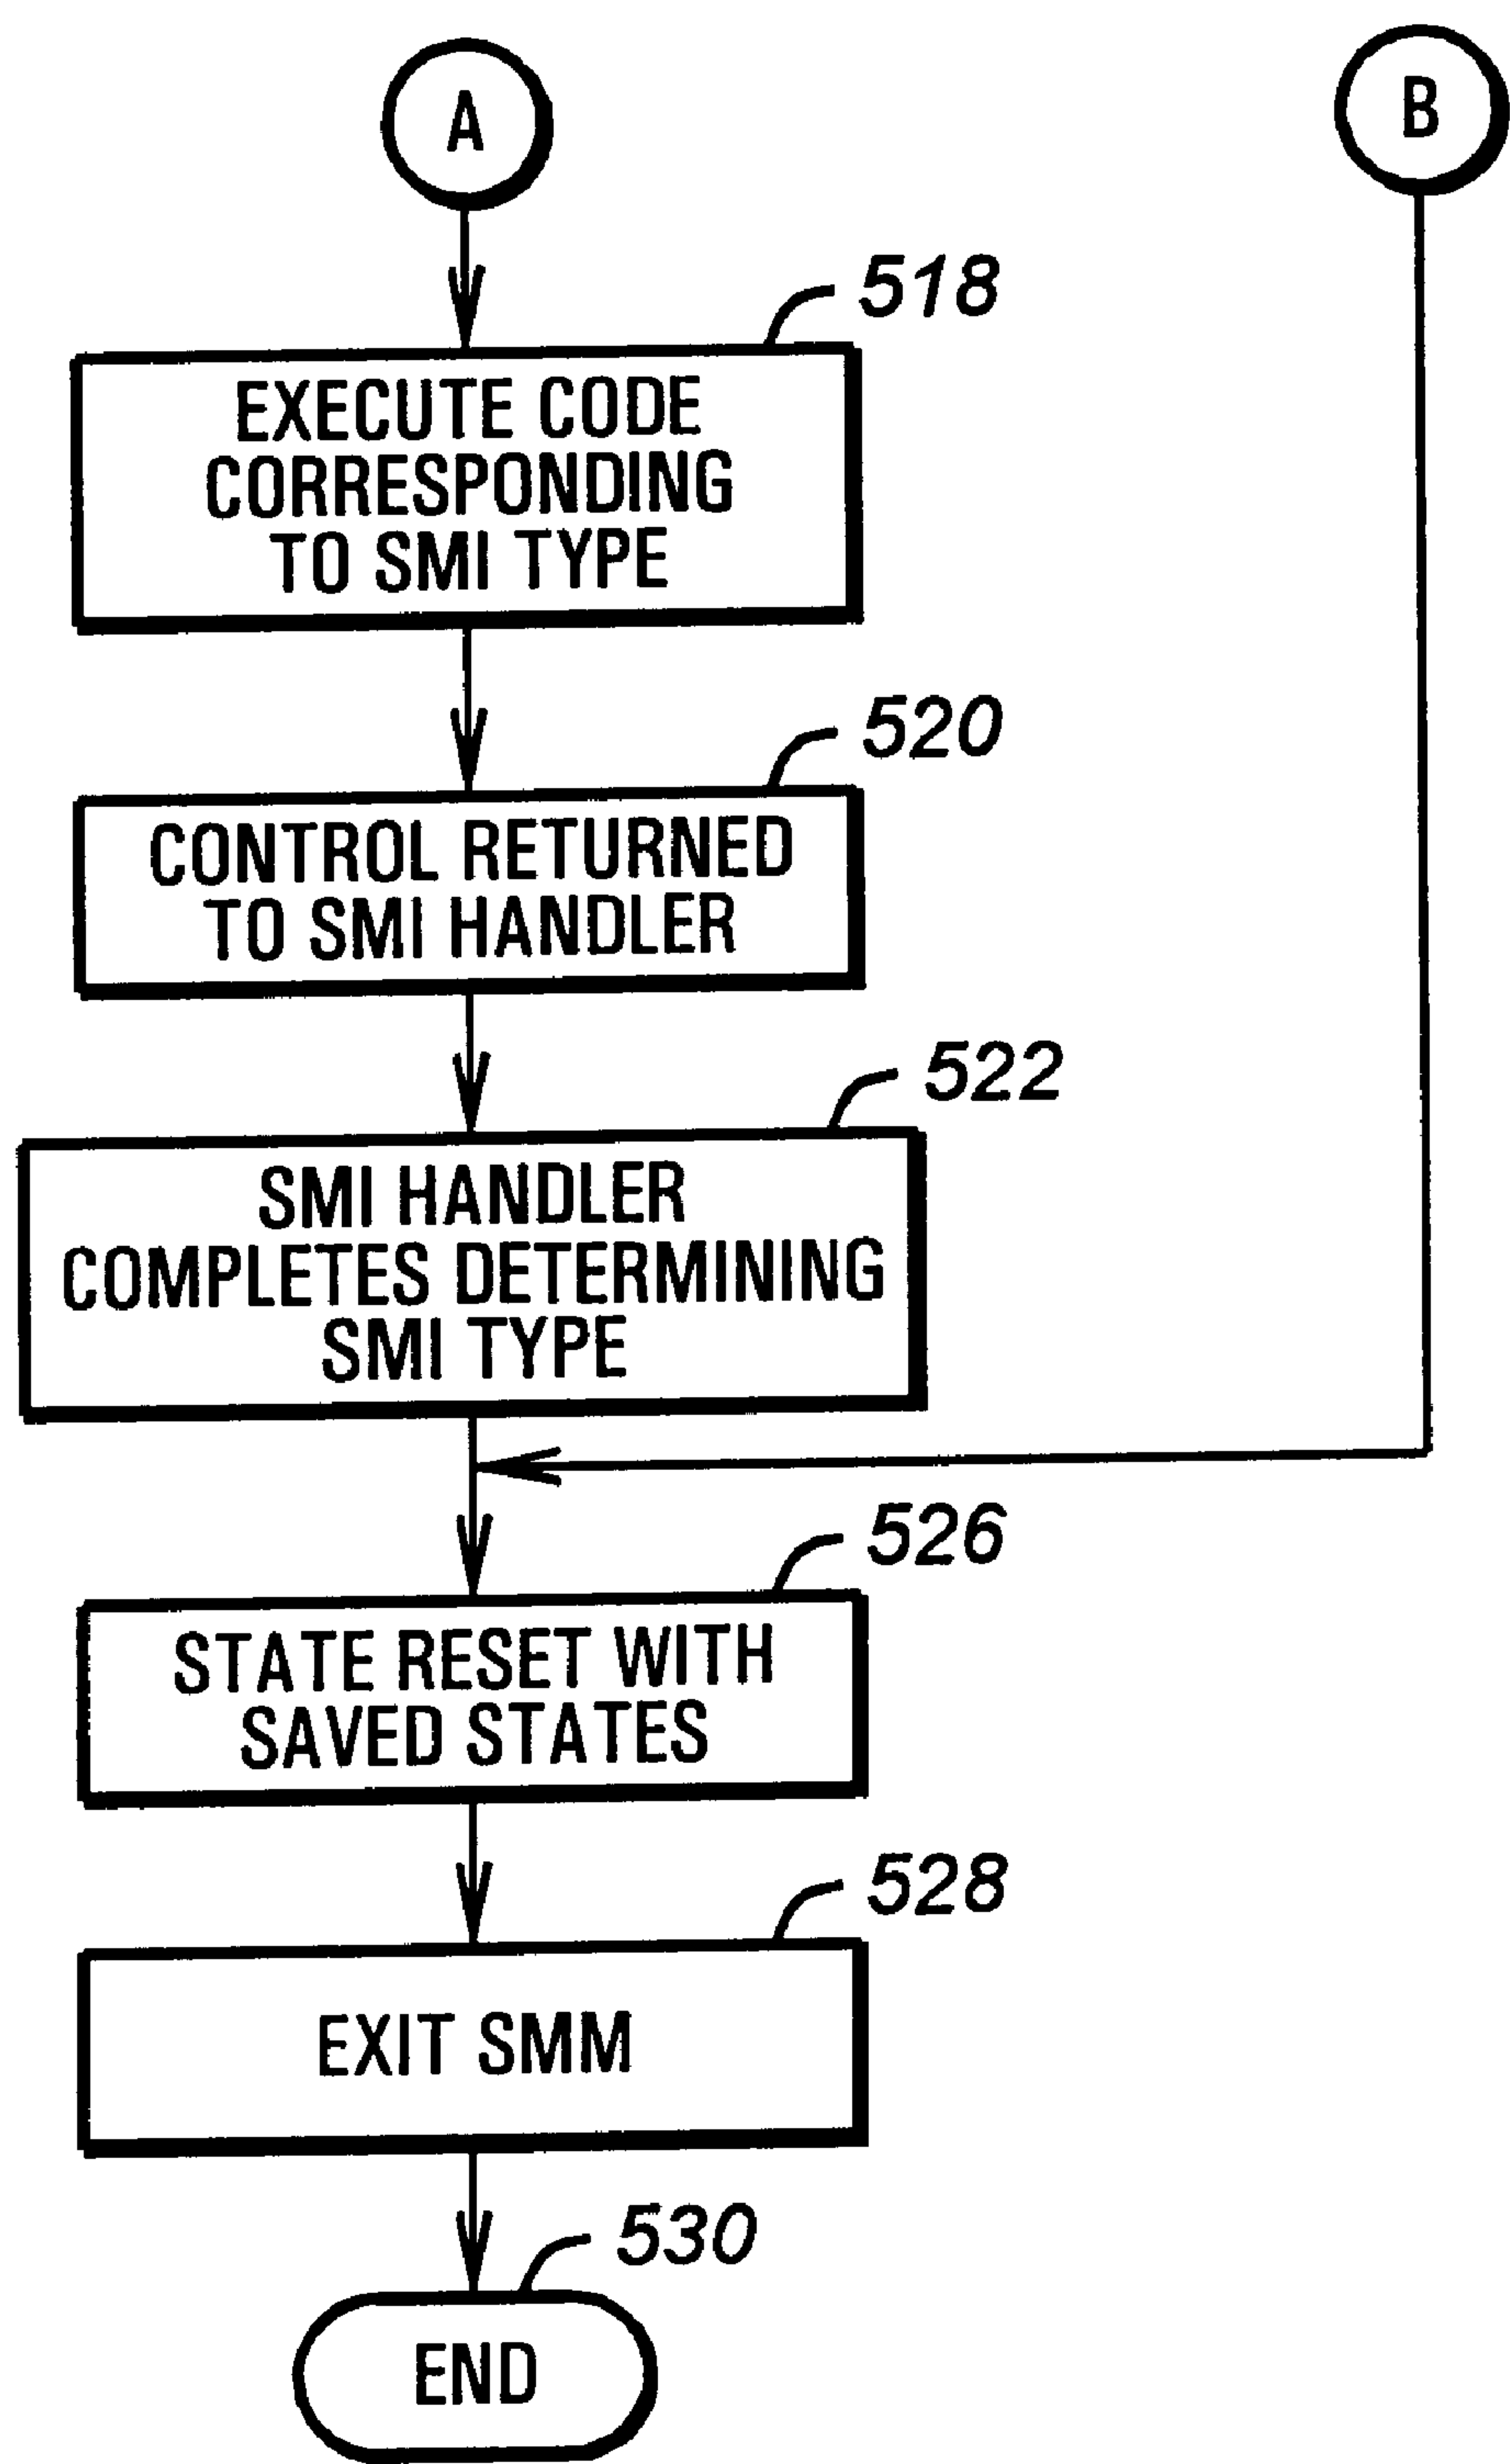 A
B
518
EXECUTE CODE
CORRESPONDING
TO SMI TYPE
520
CONTROL RETURNED
TO SMI HANDLER
522
SMI HANDLER
COMPLETES DETERMINING
SMI TYPE
526
STATE RESET WITH
SAVED STATES
528
EXIT SMM
530
END